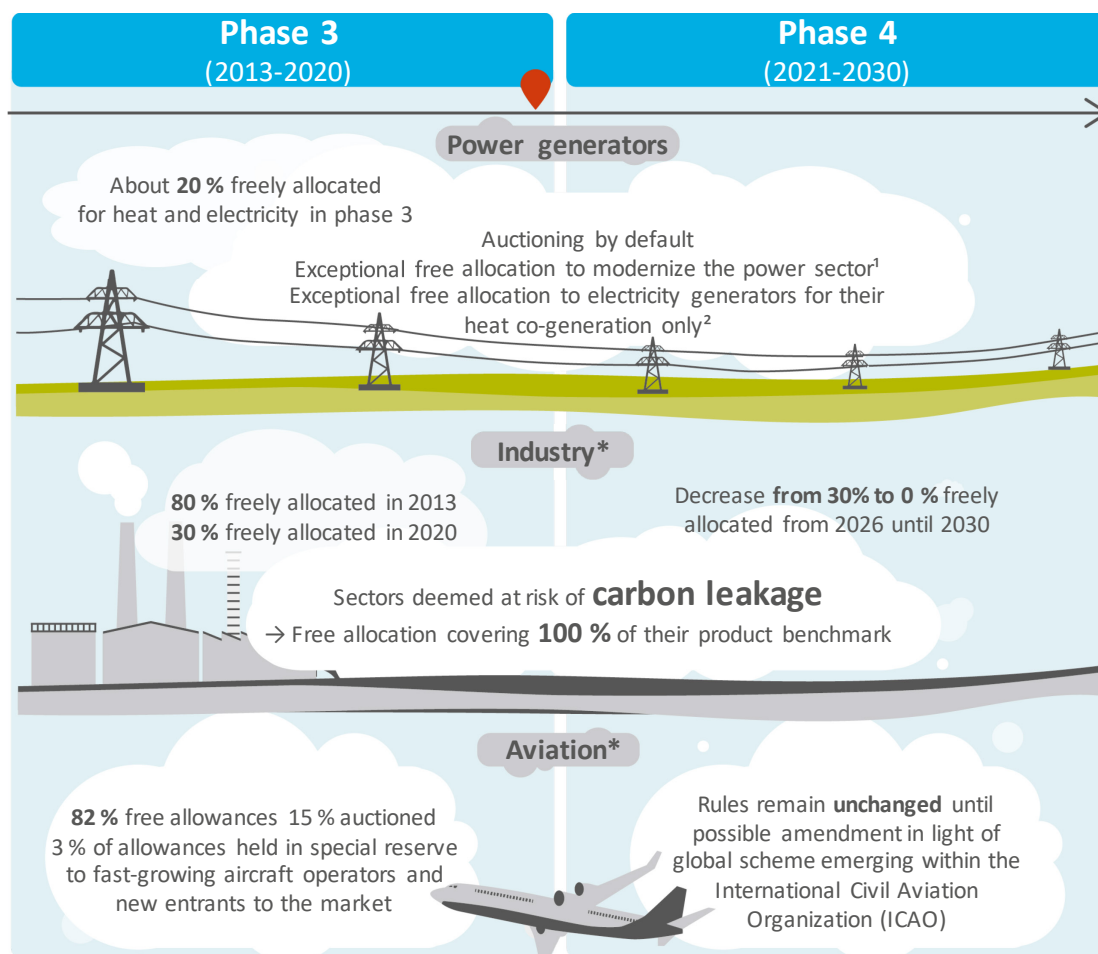 Phase 3
(2013-2020)
Phase 4
(2021-2030)
Power generators
About 20 % freely allocated
for heat and electricity in phase 3
Auctioning by default
Exceptional free allocation to modernize the power sector¹
Exceptional free allocation to electricity generators for their
heat co-generation only²
Industry*
80 % freely allocated in 2013
30 % freely allocated in 2020
Decrease from 30% to 0 % freely
allocated from 2026 until 2030
Sectors deemed at risk of carbon leakage
→ Free allocation covering 100 % of their product benchmark
Aviation*
82 % free allowances 15 % auctioned
3 % of allowances held in special reserve
to fast-growing aircraft operators and
new entrants to the market
Rules remain unchanged until
possible amendment in light of
global scheme emerging within the
International Civil Aviation
Organization (ICAO)